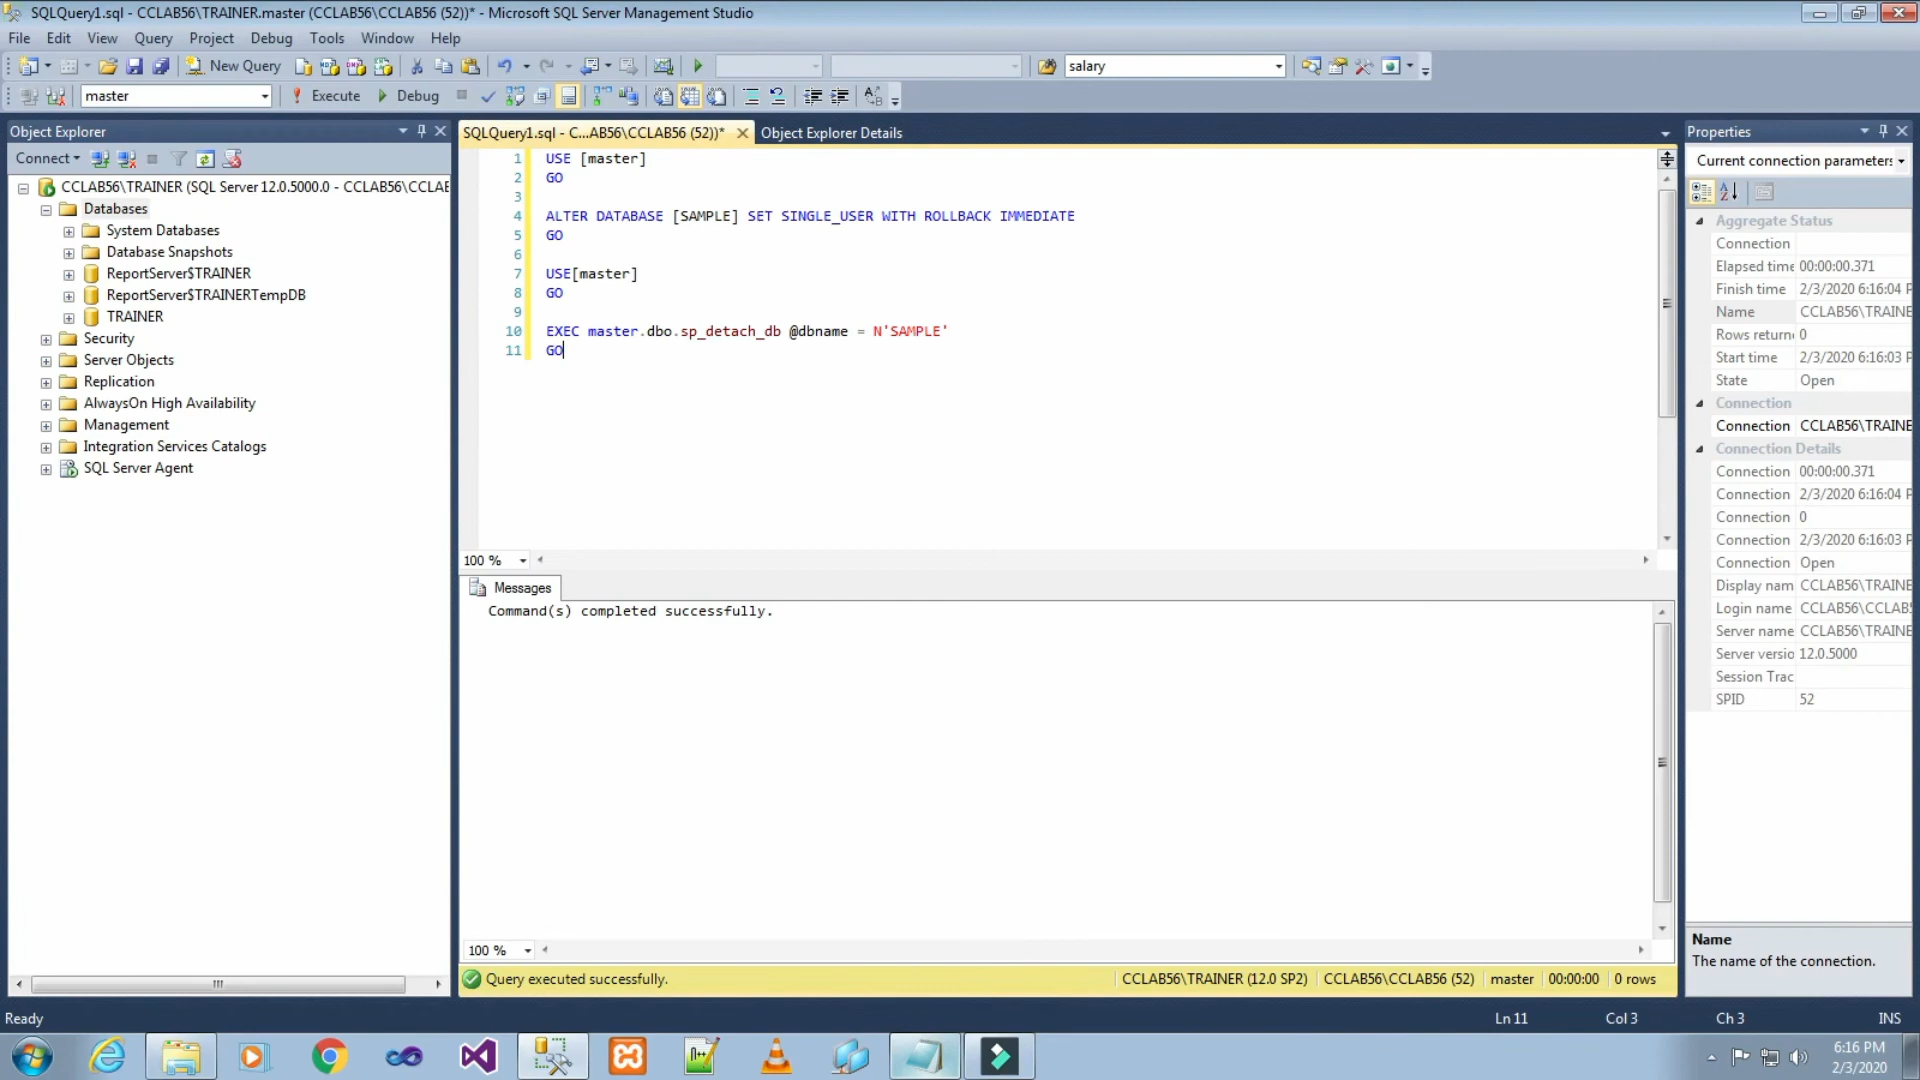 SQLQuery1.sql - CCLAB56\TRAINER.master (CCLAB56\CCLAB56 (52))* - Microsoft SQL Server Management Studio
File Edit View Query Project Debug Tools Window Help
New Query salary
master Execute Debug
Object Explorer
Connect
CCLAB56\TRAINER (SQL Server 12.0.5000.0 - CCLAB56\CCLAE
Databases
System Databases
Database Snapshots
ReportServer$TRAINER
ReportServer$TRAINERTempDB
TRAINER
Security
Server Objects
Replication
AlwaysOn High Availability
Management
Integration Services Catalogs
SQL Server Agent
SQLQuery1.sql - C...AB56\CCLAB56 (52))* Object Explorer Details
1 USE [master]
2 GO
3
4 ALTER DATABASE [SAMPLE] SET SINGLE_USER WITH ROLLBACK IMMEDIATE
5 GO
6
7 USE[master]
8 GO
9
10 EXEC master.dbo.sp_detach_db @dbname = N'SAMPLE'
11 GO
100 %
Messages
Command(s) completed successfully.
100 %
Query executed successfully. CCLAB56\TRAINER (12.0 SP2) CCLAB56\CCLAB56 (52) master 00:00:00 0 rows
Properties
Current connection parameters
Aggregate Status
Connection
Elapsed time 00:00:00.371
Finish time 2/3/2020 6:16:04 P
Name CCLAB56\TRAINE
Rows return 0
Start time 2/3/2020 6:16:03 P
State Open
Connection
Connection CCLAB56\TRAINE
Connection Details
Connection 00:00:00.371
Connection 2/3/2020 6:16:04 P
Connection 0
Connection 2/3/2020 6:16:03 P
Connection Open
Display nam CCLAB56\TRAINE
Login name CCLAB56\CCLAB5
Server name CCLAB56\TRAINE
Server versio 12.0.5000
Session Trac
SPID 52
Name
The name of the connection.
Ready Ln 11 Col 3 Ch 3 INS
6:16 PM
2/3/2020